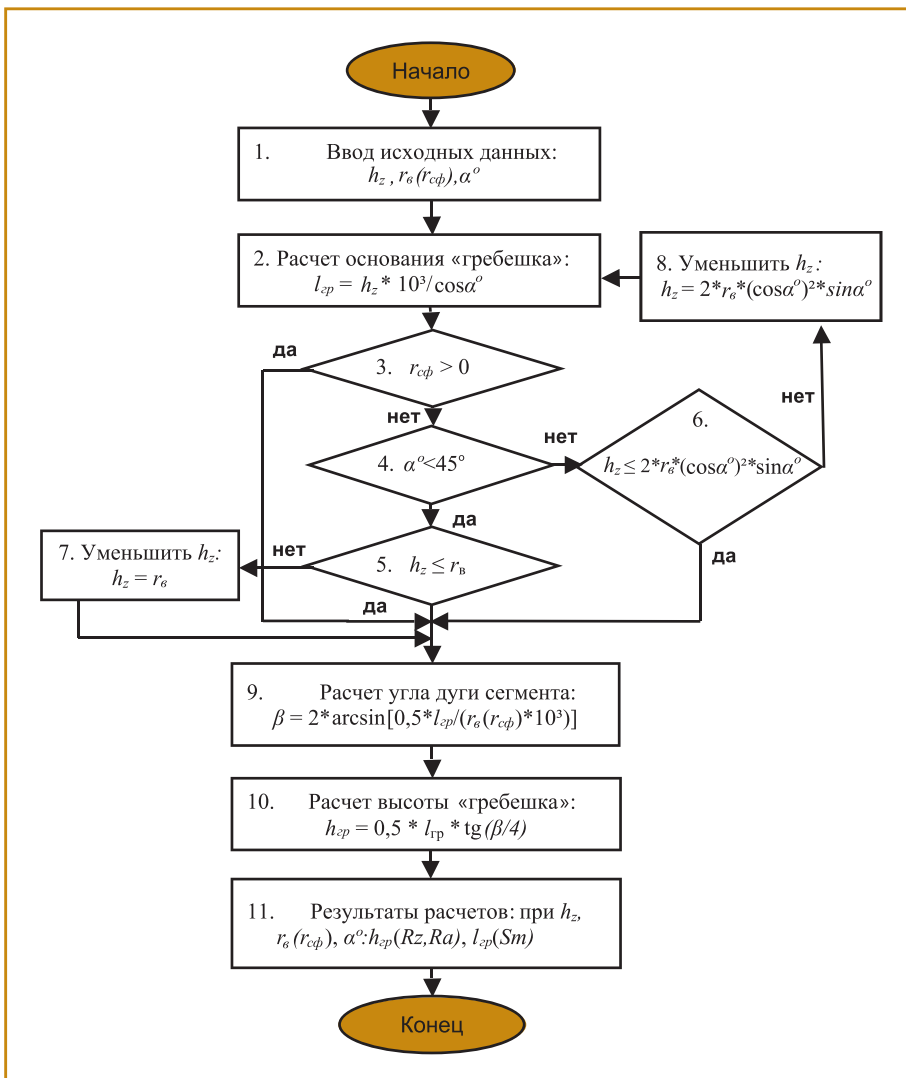 Начало
1. Ввод исходных данных:
h_z , r_в(r_сф),α°
2. Расчет основания «гребешка»:
l_гр = h_z * 10³/cosα°
8. Уменьшить h_z:
h_z = 2*r_в*(cosα°)²*sinα°
да
3. r_сф > 0
нет
4. α°<45°
нет
6.
h_z ≤ 2*r_в*(cosα°)²*sinα°
нет
да
да
7. Уменьшить h_z:
h_z = r_в
нет
5. h_z ≤ r_в
да
9. Расчет угла дуги сегмента:
β = 2*arcsin[0,5*l_гр/(r_в(r_сф)*10³)]
10. Расчет высоты «гребешка»:
h_гр = 0,5 * l_гр * tg(β/4)
11. Результаты расчетов: при h_z,
r_в(r_сф), α°:h_гр(Rz,Ra), l_гр(Sm)
Конец